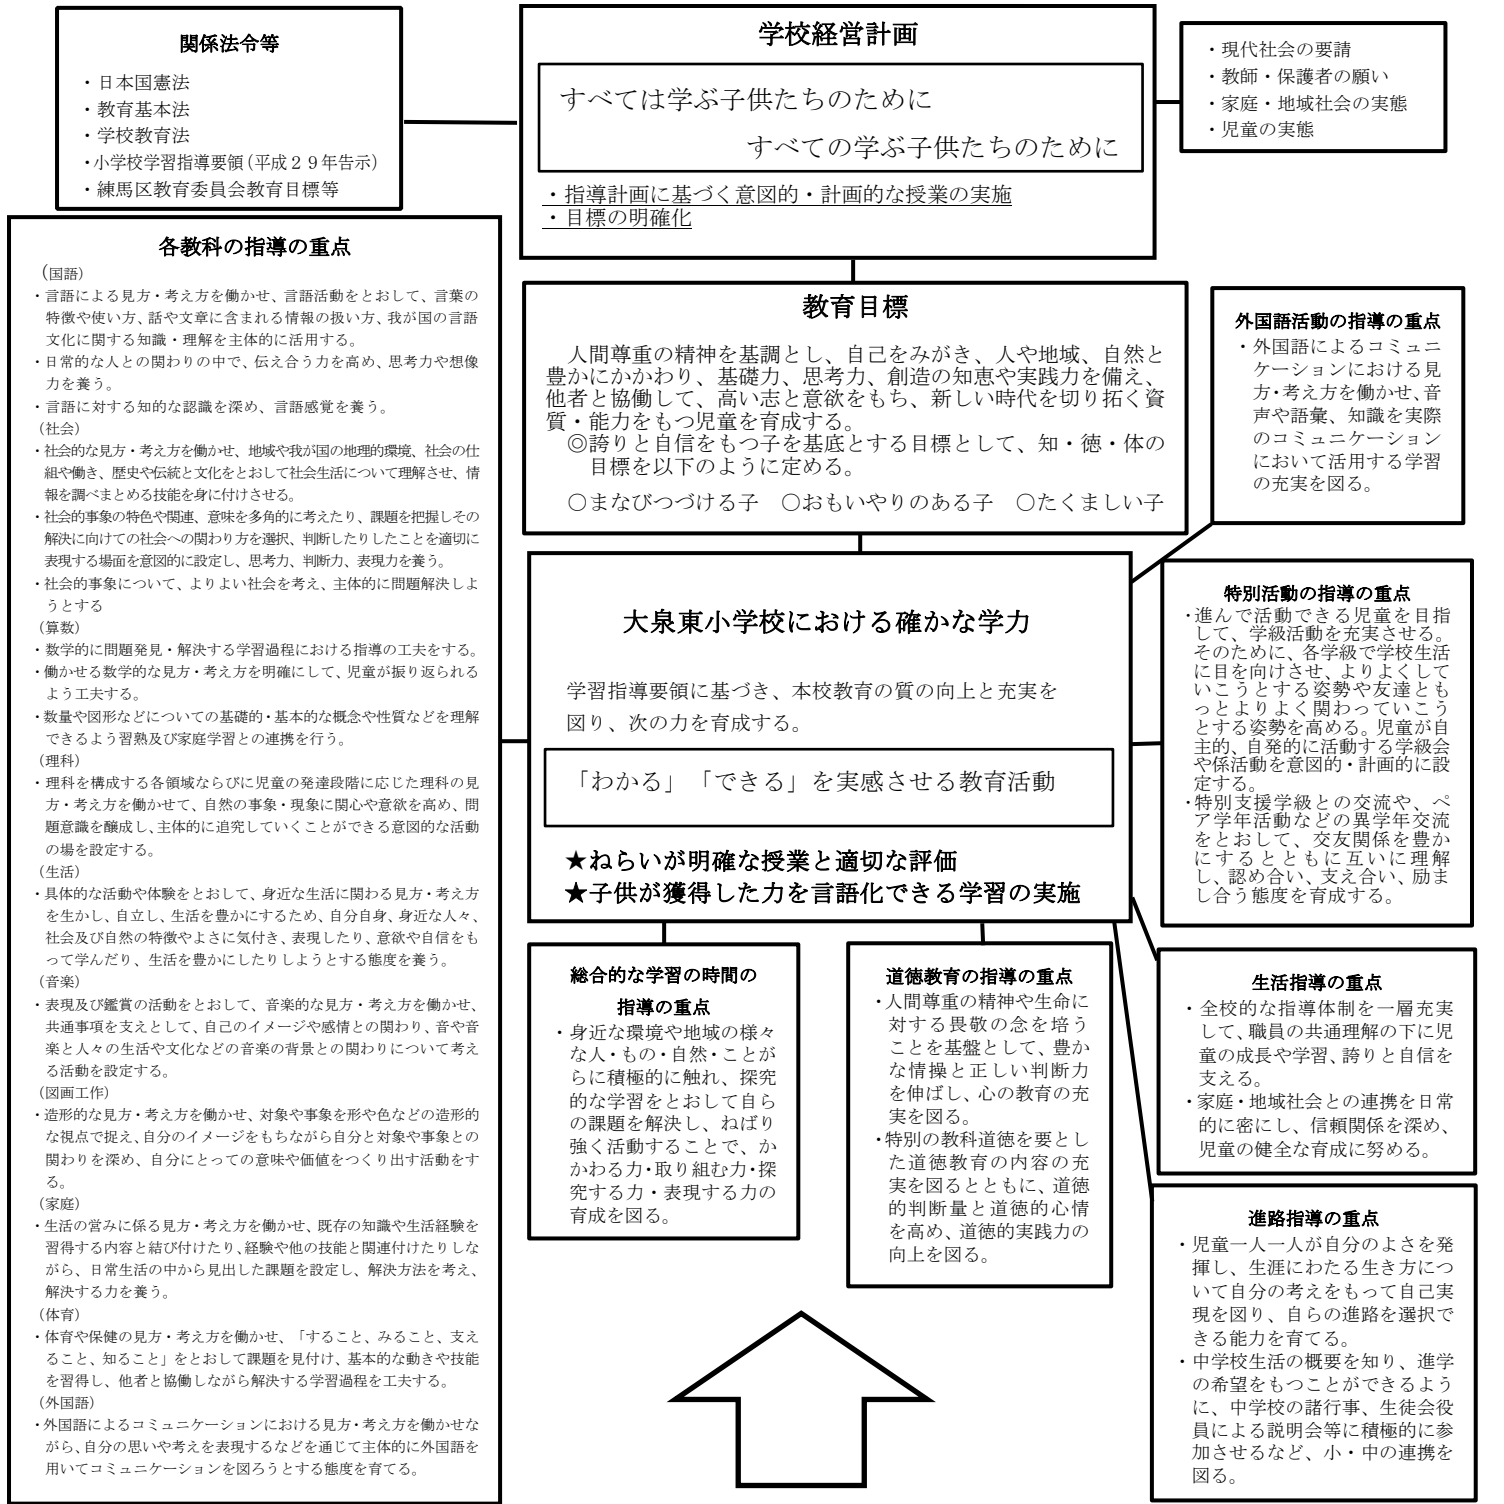 関係法令等
・日本国憲法
・教育基本法
・学校教育法
・小学校学習指導要領(平成２９年告示)
・練馬区教育委員会教育目標等
学校経営計画
すべては学ぶ子供たちのために
すべての学ぶ子供たちのために
・指導計画に基づく意図的・計画的な授業の実施
・目標の明確化
・現代社会の要請
・教師・保護者の願い
・家庭・地域社会の実態
・児童の実態
各教科の指導の重点
(国語)
・言語による見方・考え方を働かせ、言語活動をとおして、言葉の
特徴や使い方、話や文章に含まれる情報の扱い方、我が国の言語
文化に関する知識・理解を主体的に活用する。
・日常的な人との関わりの中で、伝え合う力を高め、思考力や想像
力を養う。
・言語に対する知的な認識を深め、言語感覚を養う。
(社会)
・社会的な見方・考え方を働かせ、地域や我が国の地理的環境、社会の仕
組や働き、歴史や伝統と文化をとおして社会生活について理解させ、情
報を調べまとめる技能を身に付けさせる。
・社会的事象の特色や関連、意味を多角的に考えたり、課題を把握しその
解決に向けての社会への関わり方を選択、判断したりしたことを適切に
表現する場面を意図的に設定し、思考力、判断力、表現力を養う。
・社会的事象について、よりよい社会を考え、主体的に問題解決しよ
うとする
(算数)
・数学的に問題発見・解決する学習過程における指導の工夫をする。
・働かせる数学的な見方・考え方を明確にして、児童が振り返られる
よう工夫する。
・数量や図形などについての基礎的・基本的な概念や性質などを理解
できるよう習熟及び家庭学習との連携を行う。
(理科)
・理科を構成する各領域ならびに児童の発達段階に応じた理科の見
方・考え方を働かせて、自然の事象・現象に関心や意欲を高め、問
題意識を醸成し、主体的に追究していくことができる意図的な活動
の場を設定する。
(生活)
・具体的な活動や体験をとおして、身近な生活に関わる見方・考え方
を生かし、自立し、生活を豊かにするため、自分自身、身近な人々、
社会及び自然の特徴やよさに気付き、表現したり、意欲や自信をも
って学んだり、生活を豊かにしたりしようとする態度を養う。
(音楽)
・表現及び鑑賞の活動をとおして、音楽的な見方・考え方を働かせ、
共通事項を支えとして、自己のイメージや感情との関わり、音や音
楽と人々の生活や文化などの音楽の背景との関わりについて考え
る活動を設定する。
(図画工作)
・造形的な見方・考え方を働かせ、対象や事象を形や色などの造形的
な視点で捉え、自分のイメージをもちながら自分と対象や事象との
関わりを深め、自分にとっての意味や価値をつくり出す活動をす
る。
(家庭)
・生活の営みに係る見方・考え方を働かせ、既存の知識や生活経験を
習得する内容と結び付けたり、経験や他の技能と関連付けたりしな
がら、日常生活の中から見出した課題を設定し、解決方法を考え、
解決する力を養う。
(体育)
・体育や保健の見方・考え方を働かせ、「すること、みること、支え
ること、知ること」をとおして課題を見付け、基本的な動きや技能
を習得し、他者と協働しながら解決する学習過程を工夫する。
(外国語)
・外国語によるコミュニケーションにおける見方・考え方を働かせな
がら、自分の思いや考えを表現するなどを通じて主体的に外国語を
用いてコミュニケーションを図ろうとする態度を育てる。
教育目標
人間尊重の精神を基調とし、自己をみがき、人や地域、自然と
豊かにかかわり、基礎力、思考力、創造の知恵や実践力を備え、
他者と協働して、高い志と意欲をもち、新しい時代を切り拓く資
質・能力をもつ児童を育成する。
◎誇りと自信をもつ子を基底とする目標として、知・徳・体の
目標を以下のように定める。
○まなびつづける子　○おもいやりのある子　○たくましい子
大泉東小学校における確かな学力
学習指導要領に基づき、本校教育の質の向上と充実を
図り、次の力を育成する。
「わかる」「できる」を実感させる教育活動
★ねらいが明確な授業と適切な評価
★子供が獲得した力を言語化できる学習の実施
外国語活動の指導の重点
・外国語によるコミュニ
ケーションにおける見
方・考え方を働かせ、音
声や語彙、知識を実際
のコミュニケーション
において活用する学習
の充実を図る。
特別活動の指導の重点
・進んで活動できる児童を目指
して、学級活動を充実させる。
そのために、各学級で学校生活
に目を向けさせ、よりよくして
いこうとする姿勢や友達とも
っとよりよく関わっていこう
とする姿勢を高める。児童が自
主的、自発的に活動する学級会
や係活動を意図的・計画的に設
定する。
・特別支援学級との交流や、ペ
ア学年活動などの異学年交流
をとおして、交友関係を豊か
にするとともに互いに理解
し、認め合い、支え合い、励ま
し合う態度を育成する。
総合的な学習の時間の
指導の重点
・身近な環境や地域の様々
な人・もの・自然・ことが
らに積極的に触れ、探究
的な学習をとおして自ら
の課題を解決し、ねばり
強く活動することで、か
かわる力・取り組む力・探
究する力・表現する力の
育成を図る。
道徳教育の指導の重点
・人間尊重の精神や生命に
対する畏敬の念を培う
ことを基盤として、豊か
な情操と正しい判断力
を伸ばし、心の教育の充
実を図る。
・特別の教科道徳を要とし
た道徳教育の内容の充
実を図るとともに、道徳
的判断量と道徳的心情
を高め、道徳的実践力の
向上を図る。
生活指導の重点
・全校的な指導体制を一層充実
して、職員の共通理解の下に児
童の成長や学習、誇りと自信を
支える。
・家庭・地域社会との連携を日常
的に密にし、信頼関係を深め、
児童の健全な育成に努める。
進路指導の重点
・児童一人一人が自分のよさを発
揮し、生涯にわたる生き方につ
いて自分の考えをもって自己実
現を図り、自らの進路を選択で
きる能力を育てる。
・中学校生活の概要を知り、進学
の希望をもつことができるよう
に、中学校の諸行事、生徒会役
員による説明会等に積極的に参
加させるなど、小・中の連携を
図る。